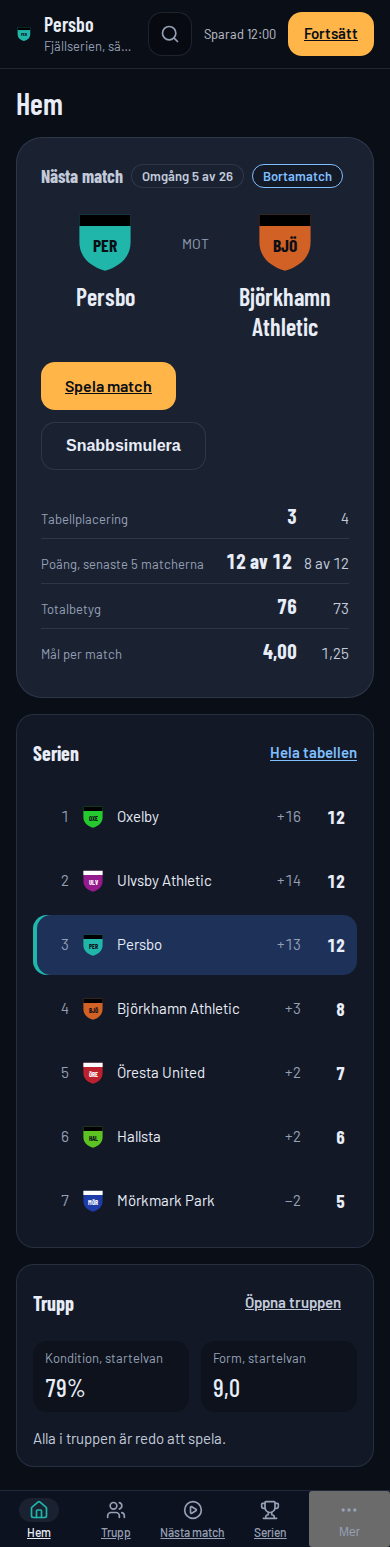 Persbo
Fjällserien, sä...
Sparad 12:00
Fortsätt
Hem
Nästa match
Omgång 5 av 26
Bortamatch
PER
MOT
BJÖ
Persbo
Björkhamn
Athletic
Spela match
Snabbsimulera
Tabellplacering 3 4
Poäng, senaste 5 matcherna 12 av 12 8 av 12
Totalbetyg 76 73
Mål per match 4,00 1,25
Serien
Hela tabellen
1 OXE Oxelby +16 12
2 ULV Ulvsby Athletic +14 12
3 PER Persbo +13 12
4 BJÖ Björkhamn Athletic +3 8
5 ÖRE Öresta United +2 7
6 HAL Hallsta +2 6
7 MÖR Mörkmark Park −2 5
Trupp
Öppna truppen
Kondition, startelvan
79%
Form, startelvan
9,0
Alla i truppen är redo att spela.
Hem
Trupp
Nästa match
Serien
Mer